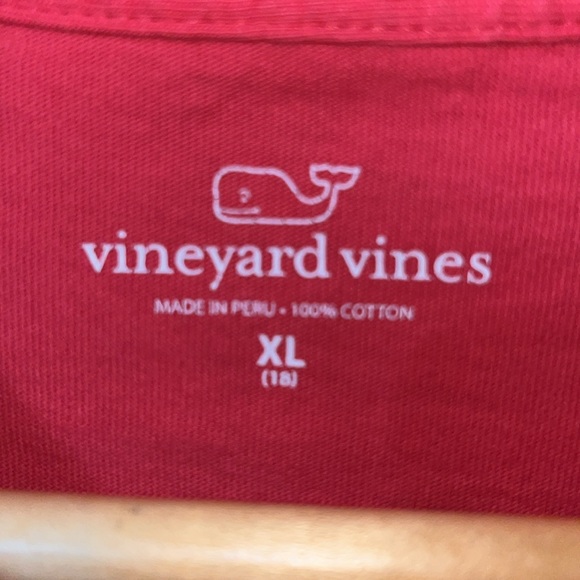 vineyard vines
MADE IN PERU • 100% COTTON
XL
(18)